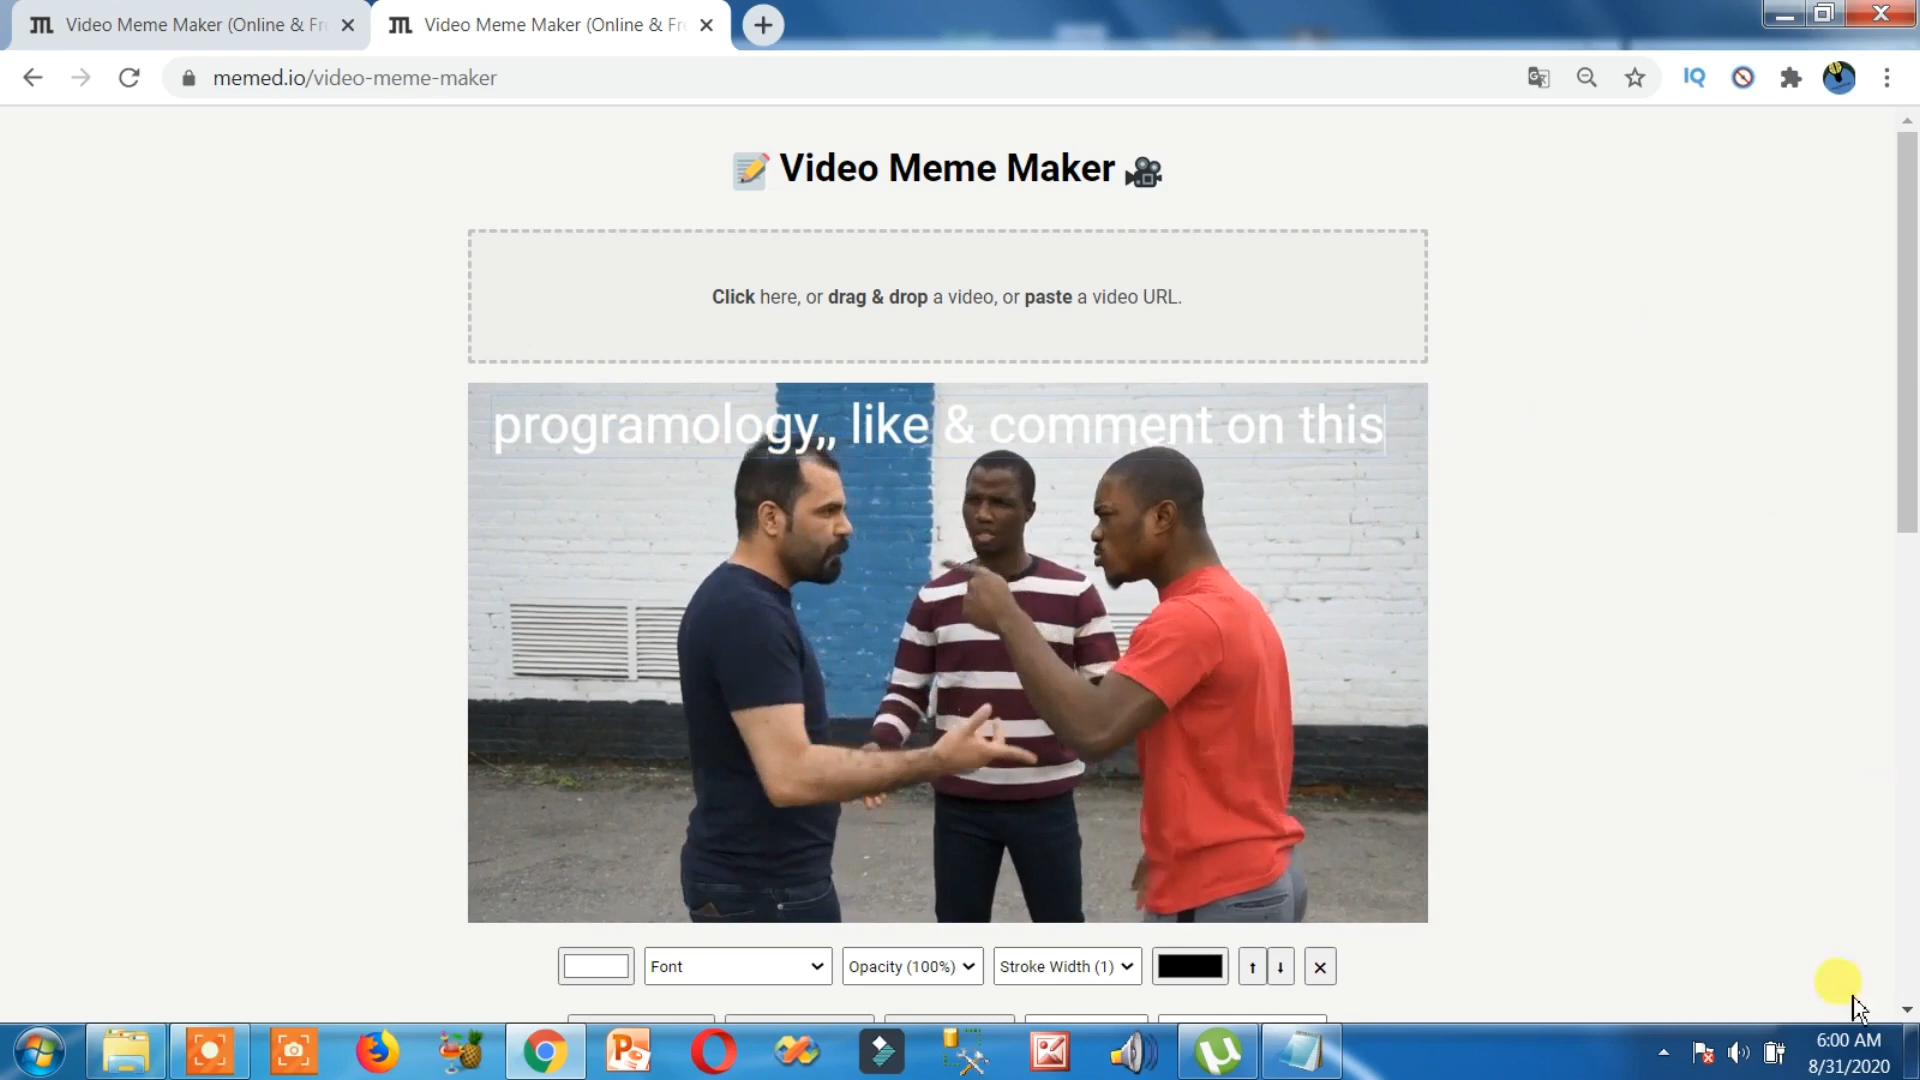 Video Meme Maker (Online & Fr
Video Meme Maker (Online & Fr
memed.io/video-meme-maker
IQ
Video Meme Maker
Click here, or drag & drop a video, or paste a video URL.
programology,, like & comment on this
Font
Opacity (100%)
Stroke Width (1)
6:00 AM
8/31/2020